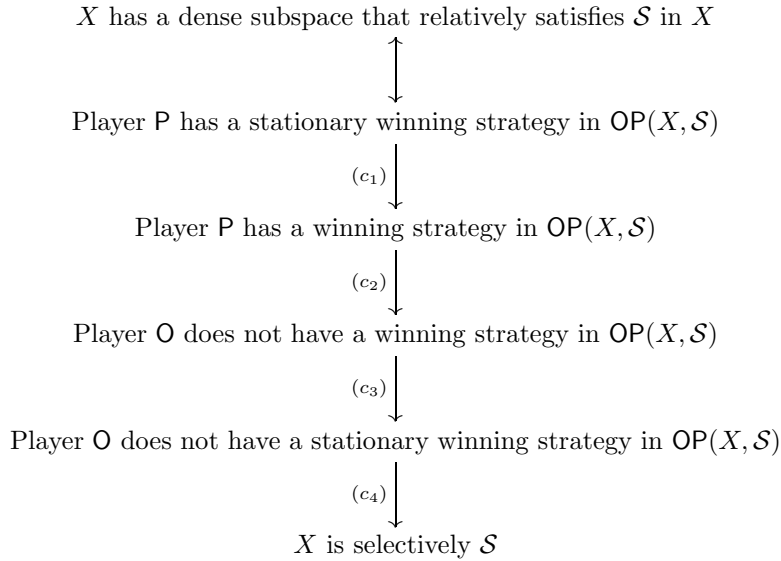 X has a dense subspace that relatively satisfies 𝒮 in X
Player P has a stationary winning strategy in OP(X, 𝒮)
(c₁)
Player P has a winning strategy in OP(X, 𝒮)
(c₂)
Player O does not have a winning strategy in OP(X, 𝒮)
(c₃)
Player O does not have a stationary winning strategy in OP(X, 𝒮)
(c₄)
X is selectively 𝒮